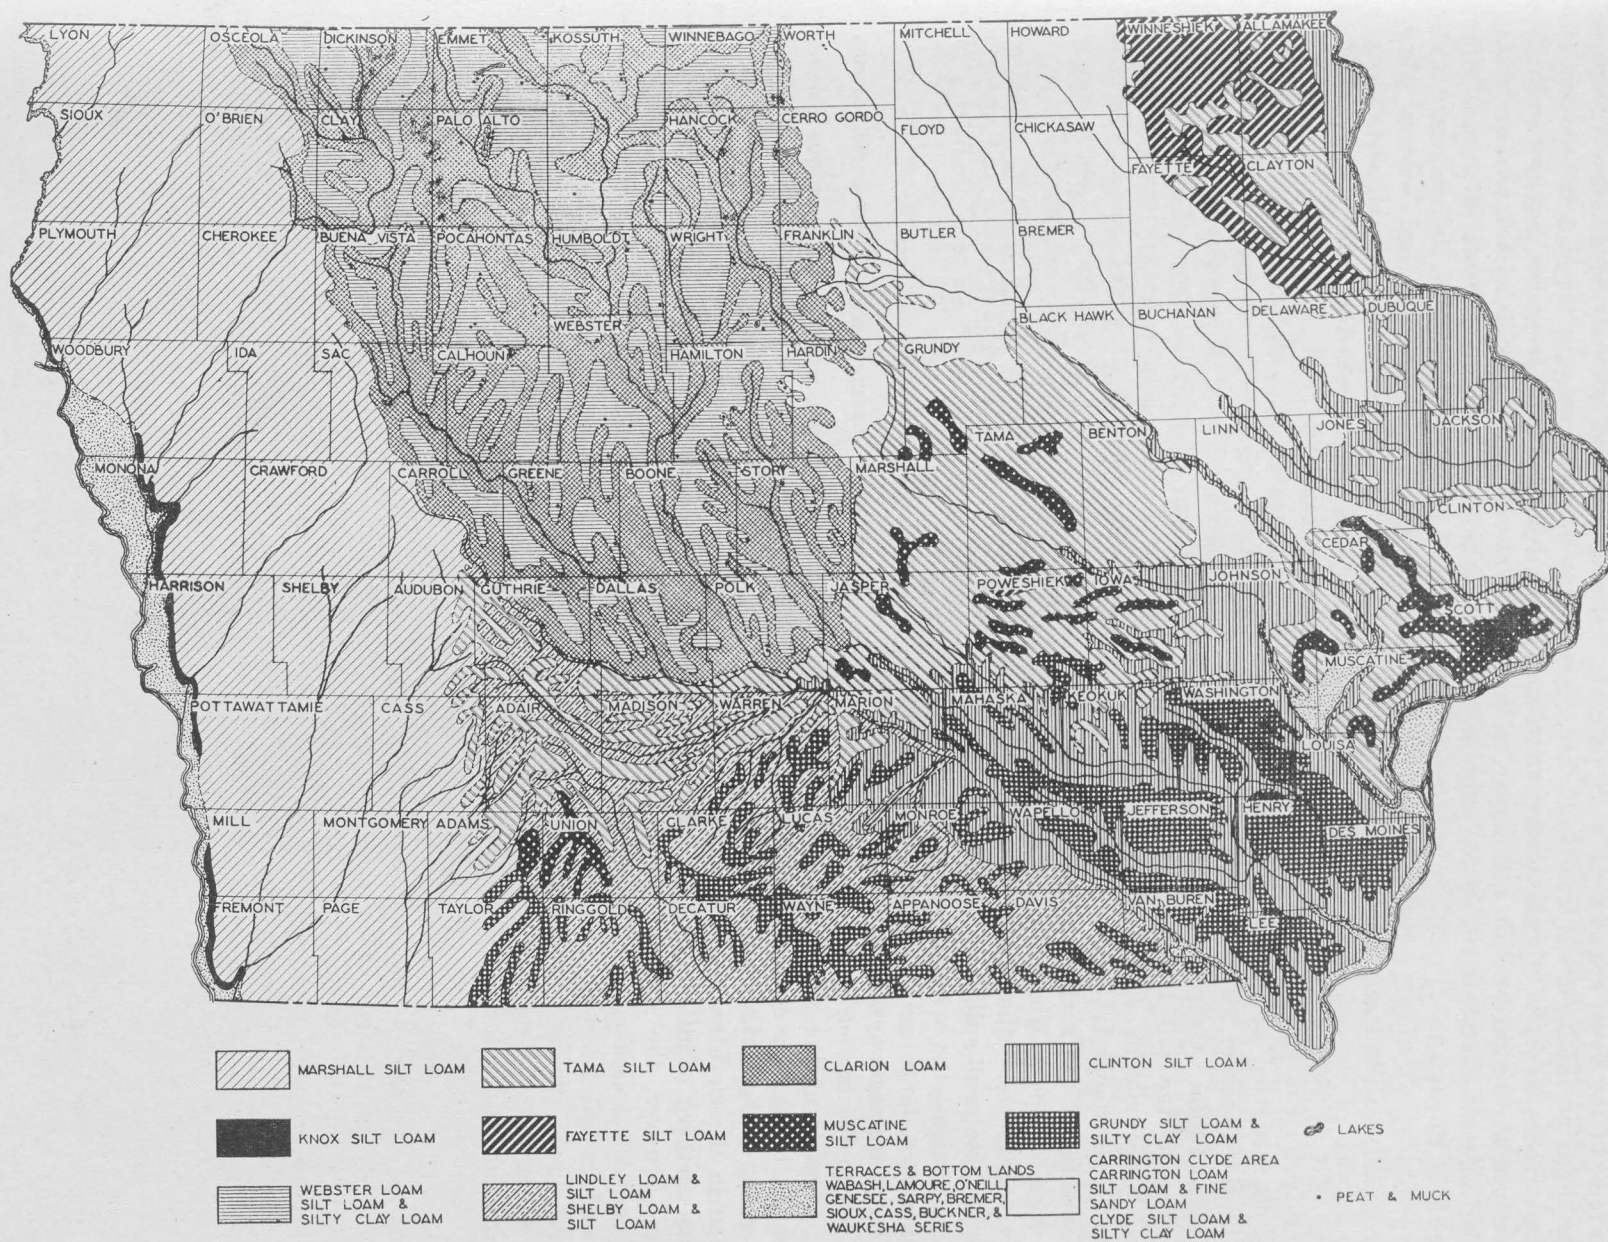 LYON
OSCEOLA
DICKINSON
EMMET
KOSSUTH
WINNEBAGO
WORTH
MITCHELL
HOWARD
WINNESHIEK
ALLAMAKEE
SIOUX
O'BRIEN
CLAY
PALO ALTO
HANCOCK
CERRO GORDO
FLOYD
CHICKASAW
FAYETTE
CLAYTON
PLYMOUTH
CHEROKEE
BUENA VISTA
POCAHONTAS
HUMBOLDT
WRIGHT
FRANKLIN
BUTLER
BREMER
WOODBURY
IDA
SAC
CALHOUN
WEBSTER
HAMILTON
HARDIN
GRUNDY
BLACK HAWK
BUCHANAN
DELAWARE
DUBUQUE
MONONA
CRAWFORD
CARROLL
GREENE
BOONE
STORY
MARSHALL
TAMA
BENTON
LINN
JONES
JACKSON
CLINTON
CEDAR
HARRISON
SHELBY
AUDUBON
GUTHRIE
DALLAS
POLK
JASPER
POWESHIEK
IOWA
JOHNSON
SCOTT
MUSCATINE
POTTAWATTAMIE
CASS
ADAIR
MADISON
WARREN
MARION
MAHASKA
KEOKUK
WASHINGTON
LOUISA
MILL
MONTGOMERY
ADAMS
UNION
CLARKE
LUCAS
MONROE
WAPELLO
JEFFERSON
HENRY
DES MOINES
FREMONT
PAGE
TAYLOR
RINGGOLD
DECATUR
WAYNE
APPANOOSE
DAVIS
VAN BUREN
LEE
MARSHALL SILT LOAM
TAMA SILT LOAM
CLARION LOAM
CLINTON SILT LOAM
KNOX SILT LOAM
FAYETTE SILT LOAM
MUSCATINE
SILT LOAM
GRUNDY SILT LOAM &
SILTY CLAY LOAM
LAKES
WEBSTER LOAM
SILT LOAM &
SILTY CLAY LOAM
LINDLEY LOAM &
SILT LOAM
SHELBY LOAM &
SILT LOAM
TERRACES & BOTTOM LANDS
WABASH, LAMOURE, O'NEILL,
GENESEE, SARPY, BREMER,
SIOUX, CASS, BUCKNER, &
WAUKESHA SERIES
CARRINGTON CLYDE AREA
CARRINGTON LOAM
SILT LOAM & FINE
SANDY LOAM
CLYDE SILT LOAM &
SILTY CLAY LOAM
PEAT & MUCK